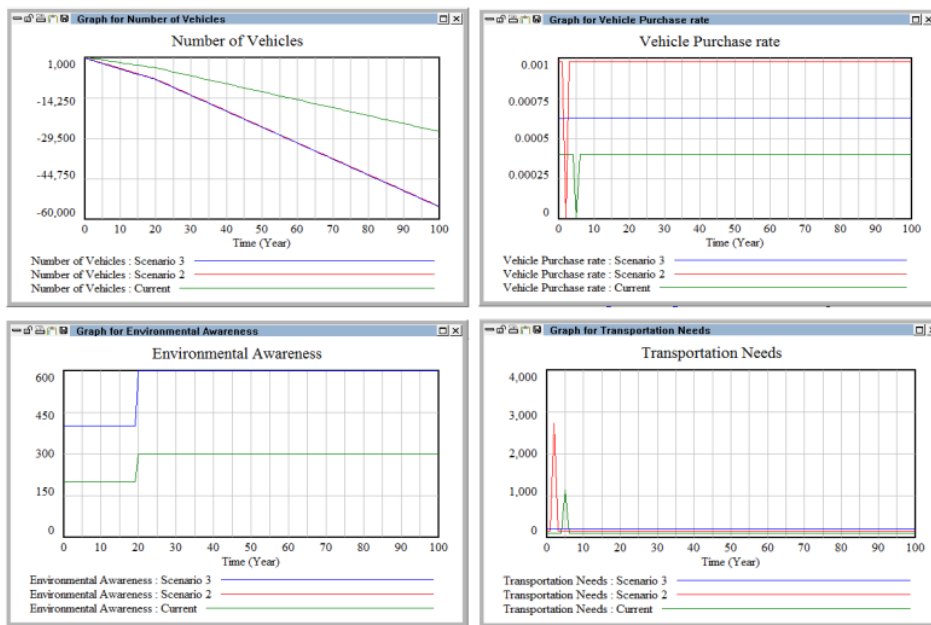 Graph for Number of Vehicles
Number of Vehicles
1,000
-14,250
-29,500
-44,750
-60,000
0 10 20 30 40 50 60 70 80 90 100
Time (Year)
Number of Vehicles : Scenario 3
Number of Vehicles : Scenario 2
Number of Vehicles : Current
Graph for Vehicle Purchase rate
Vehicle Purchase rate
0.001
0.00075
0.0005
0.00025
0
0 10 20 30 40 50 60 70 80 90 100
Time (Year)
Vehicle Purchase rate : Scenario 3
Vehicle Purchase rate : Scenario 2
Vehicle Purchase rate : Current
Graph for Environmental Awareness
Environmental Awareness
600
450
300
150
0
0 10 20 30 40 50 60 70 80 90 100
Time (Year)
Environmental Awareness : Scenario 3
Environmental Awareness : Scenario 2
Environmental Awareness : Current
Graph for Transportation Needs
Transportation Needs
4,000
3,000
2,000
1,000
0
0 10 20 30 40 50 60 70 80 90 100
Time (Year)
Transportation Needs : Scenario 3
Transportation Needs : Scenario 2
Transportation Needs : Current